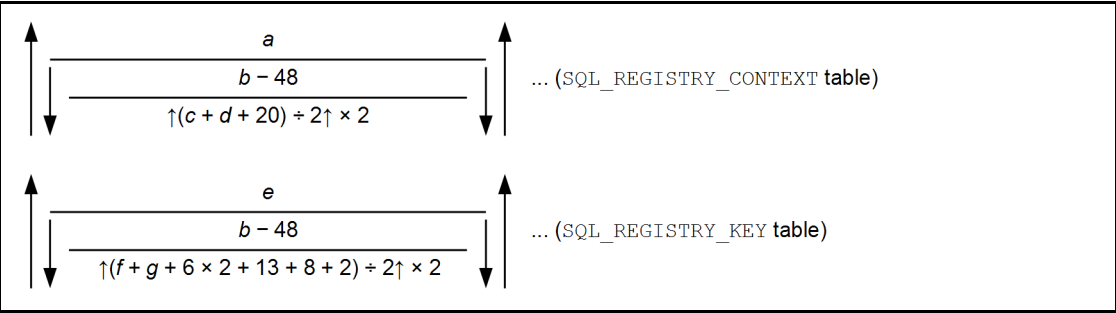 a
b − 48
... (SQL_REGISTRY_CONTEXT table)
↑(c + d + 20) ÷ 2↑ × 2
e
b − 48
... (SQL_REGISTRY_KEY table)
↑(f + g + 6 × 2 + 13 + 8 + 2) ÷ 2↑ × 2